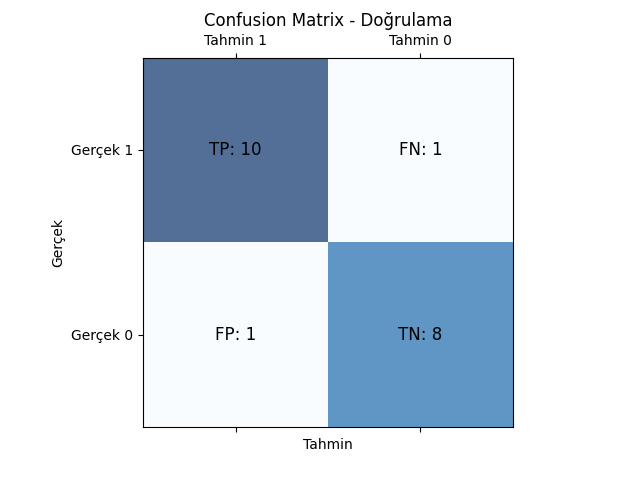 Confusion Matrix - Doğrulama
Tahmin 1
Tahmin 0
Gerçek 1
TP: 10
FN: 1
Gerçek
Gerçek 0
FP: 1
TN: 8
Tahmin